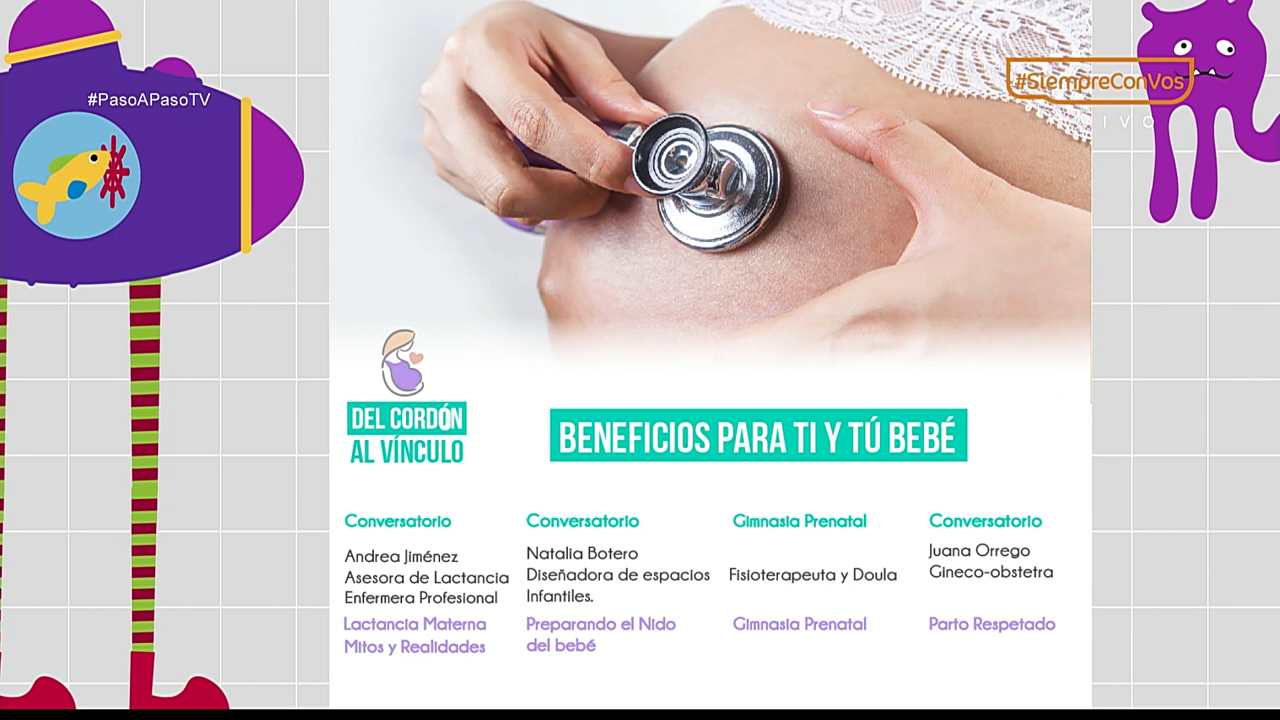 #PasoAPasoTV
#SIempreConVos
IVO
DEL CORDÓN
AL VÍNCULO
BENEFICIOS PARA TI Y TÚ BEBÉ
Conversatorio
Andrea Jiménez
Asesora de Lactancia
Enfermera Profesional
Lactancia Materna
Mitos y Realidades
Conversatorio
Natalia Botero
Diseñadora de espacios
Infantiles.
Preparando el Nido
del bebé
Gimnasia Prenatal
Fisioterapeuta y Doula
Gimnasia Prenatal
Conversatorio
Juana Orrego
Gineco-obstetra
Parto Respetado